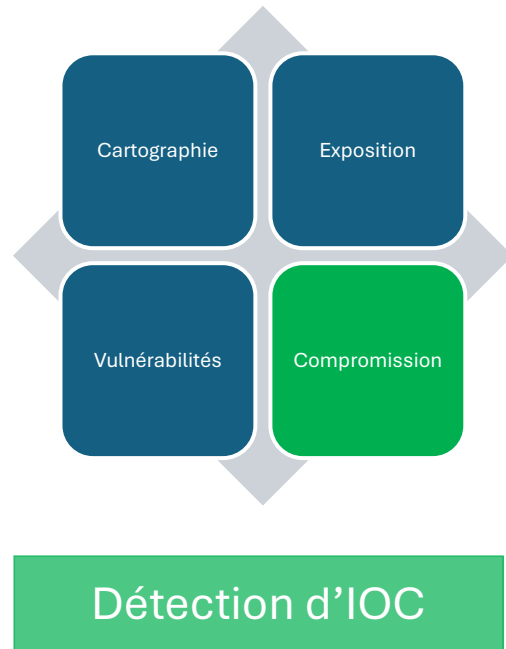 Cartographie
Exposition
Vulnérabilités
Compromission
Détection d’IOC